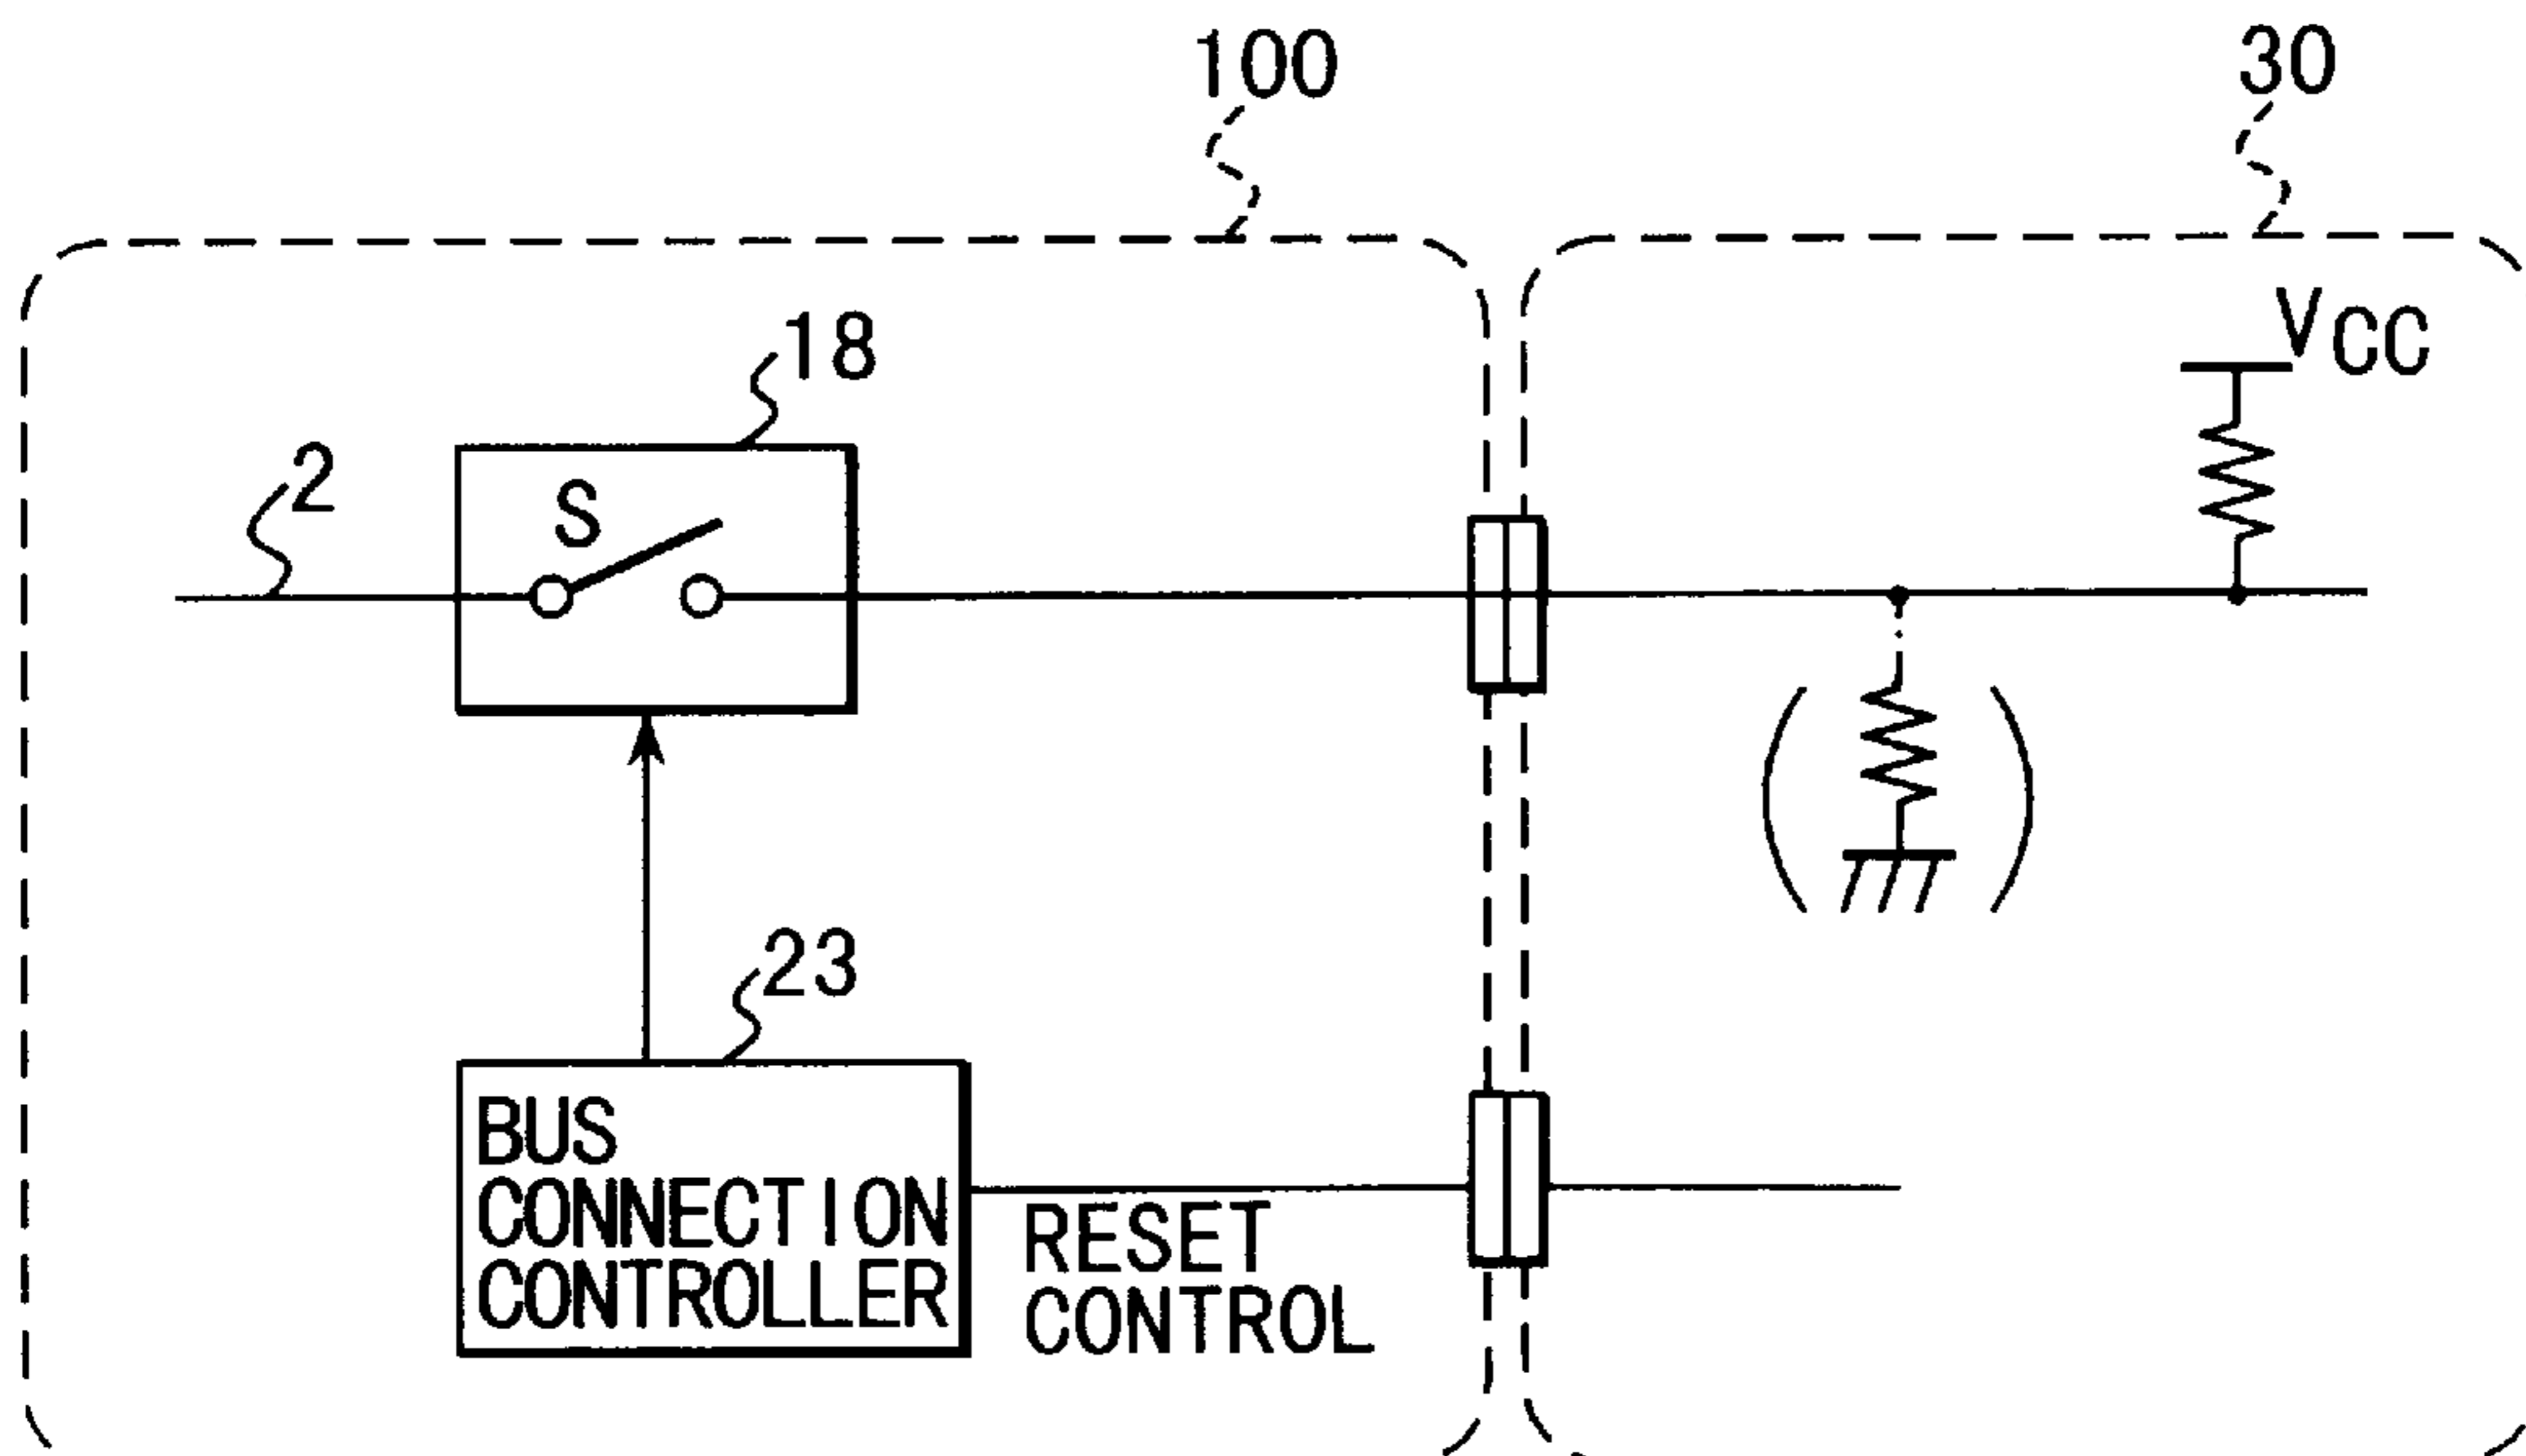 100
30
VCC
18
2
S
23
BUS
CONNECTION
CONTROLLER
RESET
CONTROL